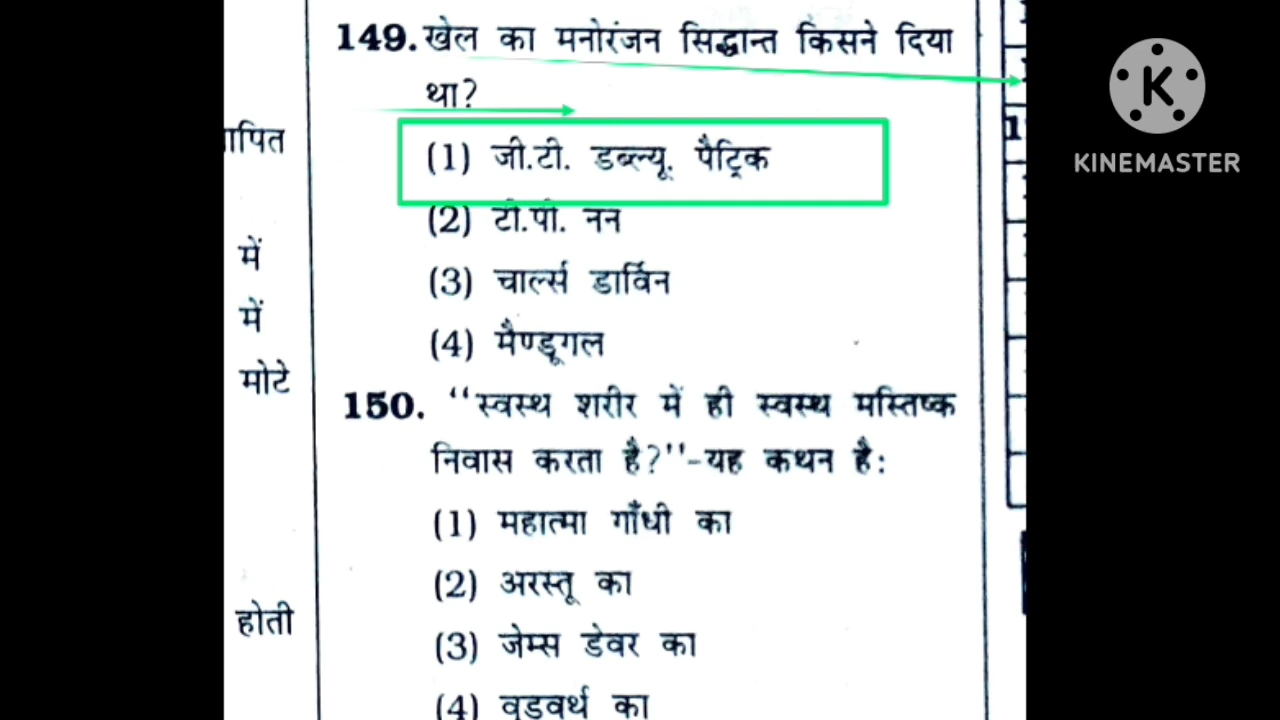 149. खेल का मनोरंजन सिद्धान्त किसने दिया
था?
(1) जी.टी. डब्ल्यू. पैट्रिक
(2) टी.पी. नन
(3) चार्ल्स डार्विन
(4) मैण्डूगल
150. ‘‘स्वस्थ शरीर में ही स्वस्थ मस्तिष्क
निवास करता है?’’-यह कथन है:
(1) महात्मा गाँधी का
(2) अरस्तू का
(3) जेम्स डेवर का
(4) वुडवर्थ का
में
में
मोटे
होती
K
KINEMASTER